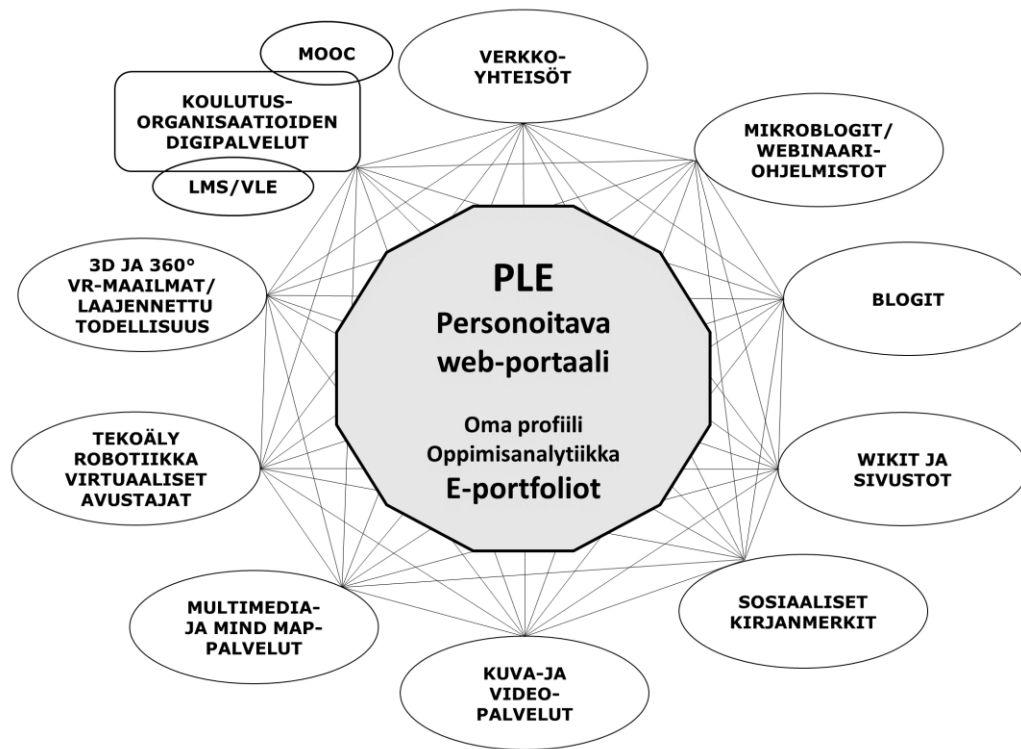 MOOC
KOULUTUS-
ORGANISAATIOIDEN
DIGIPALVELUT
LMS/VLE
VERKKO-
YHTEISÖT
MIKROBLOGIT/
WEBINAARI-
OHJELMISTOT
3D JA 360°
VR-MAAILMAT/
LAAJENNETTU
TODELLISUUS
PLE
Personoitava
web-portaali
Oma profiili
Oppimisanalytiikka
E-portfoliot
BLOGIT
TEKOÄLY
ROBOTIIKKA
VIRTUAALISET
AVUSTAJAT
WIKIT JA
SIVUSTOT
MULTIMEDIA-
JA MIND MAP-
PALVELUT
KUVA-JA
VIDEO-
PALVELUT
SOSIAALISET
KIRJANMERKIT